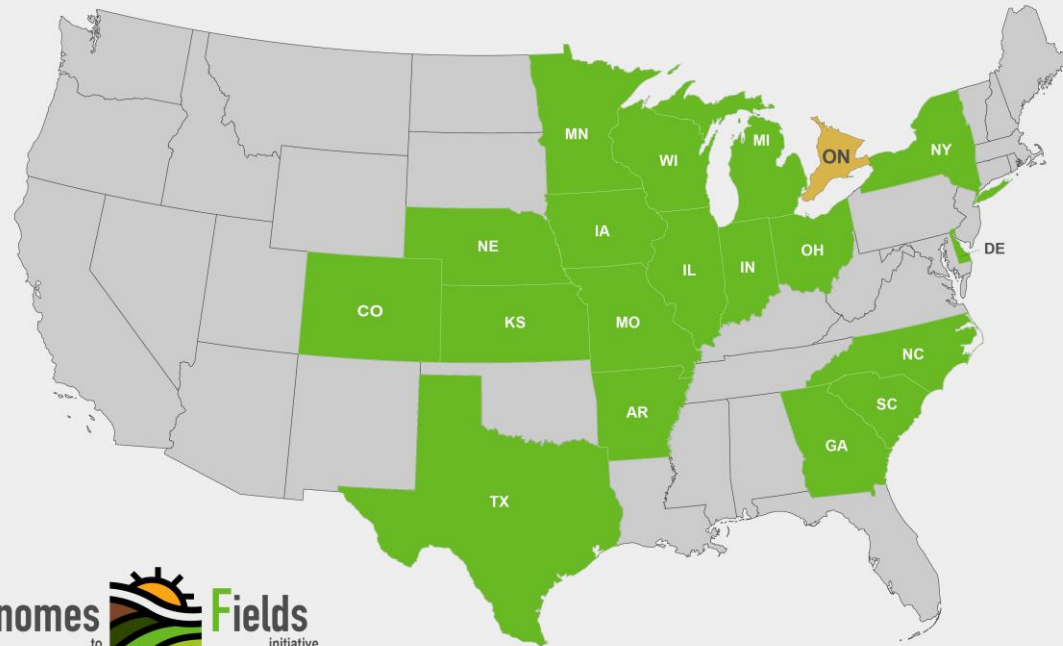 MN
WI
MI
ON
NY
NE
IA
IL
IN
OH
DE
CO
KS
MO
NC
AR
SC
GA
TX
nomes
to
Fields
initiative